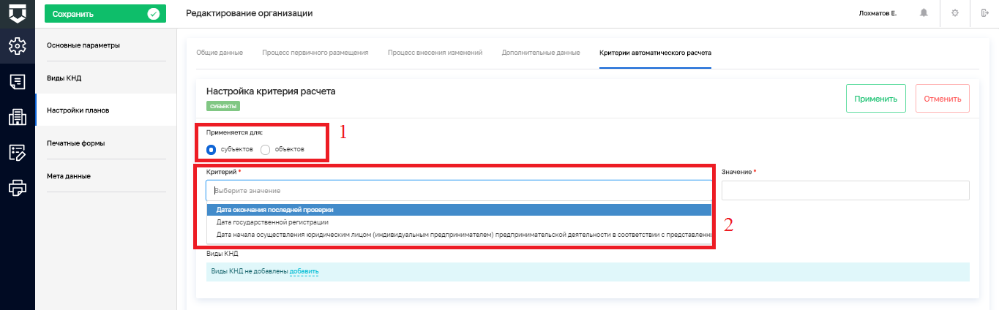 Сохранить
Редактирование организации
Лохматов Е.
Основные параметры
Виды КНД
Настройки планов
Печатные формы
Мета данные
Общие данные Процесс первичного размещения Процесс внесения изменений Дополнительные данные Критерии автоматического расчета
Настройка критерия расчета
СУБЪЕКТЫ
Применить Отменить
Применяется для:
1
субъектов объектов
Критерий * Значение *
Выберите значение
Дата окончания последней проверки
Дата государственной регистрации
2
Дата начала осуществления юридическим лицом (индивидуальным предпринимателем) предпринимательской деятельности в соответствии с представленны
Виды КНД
Виды КНД не добавлены добавить